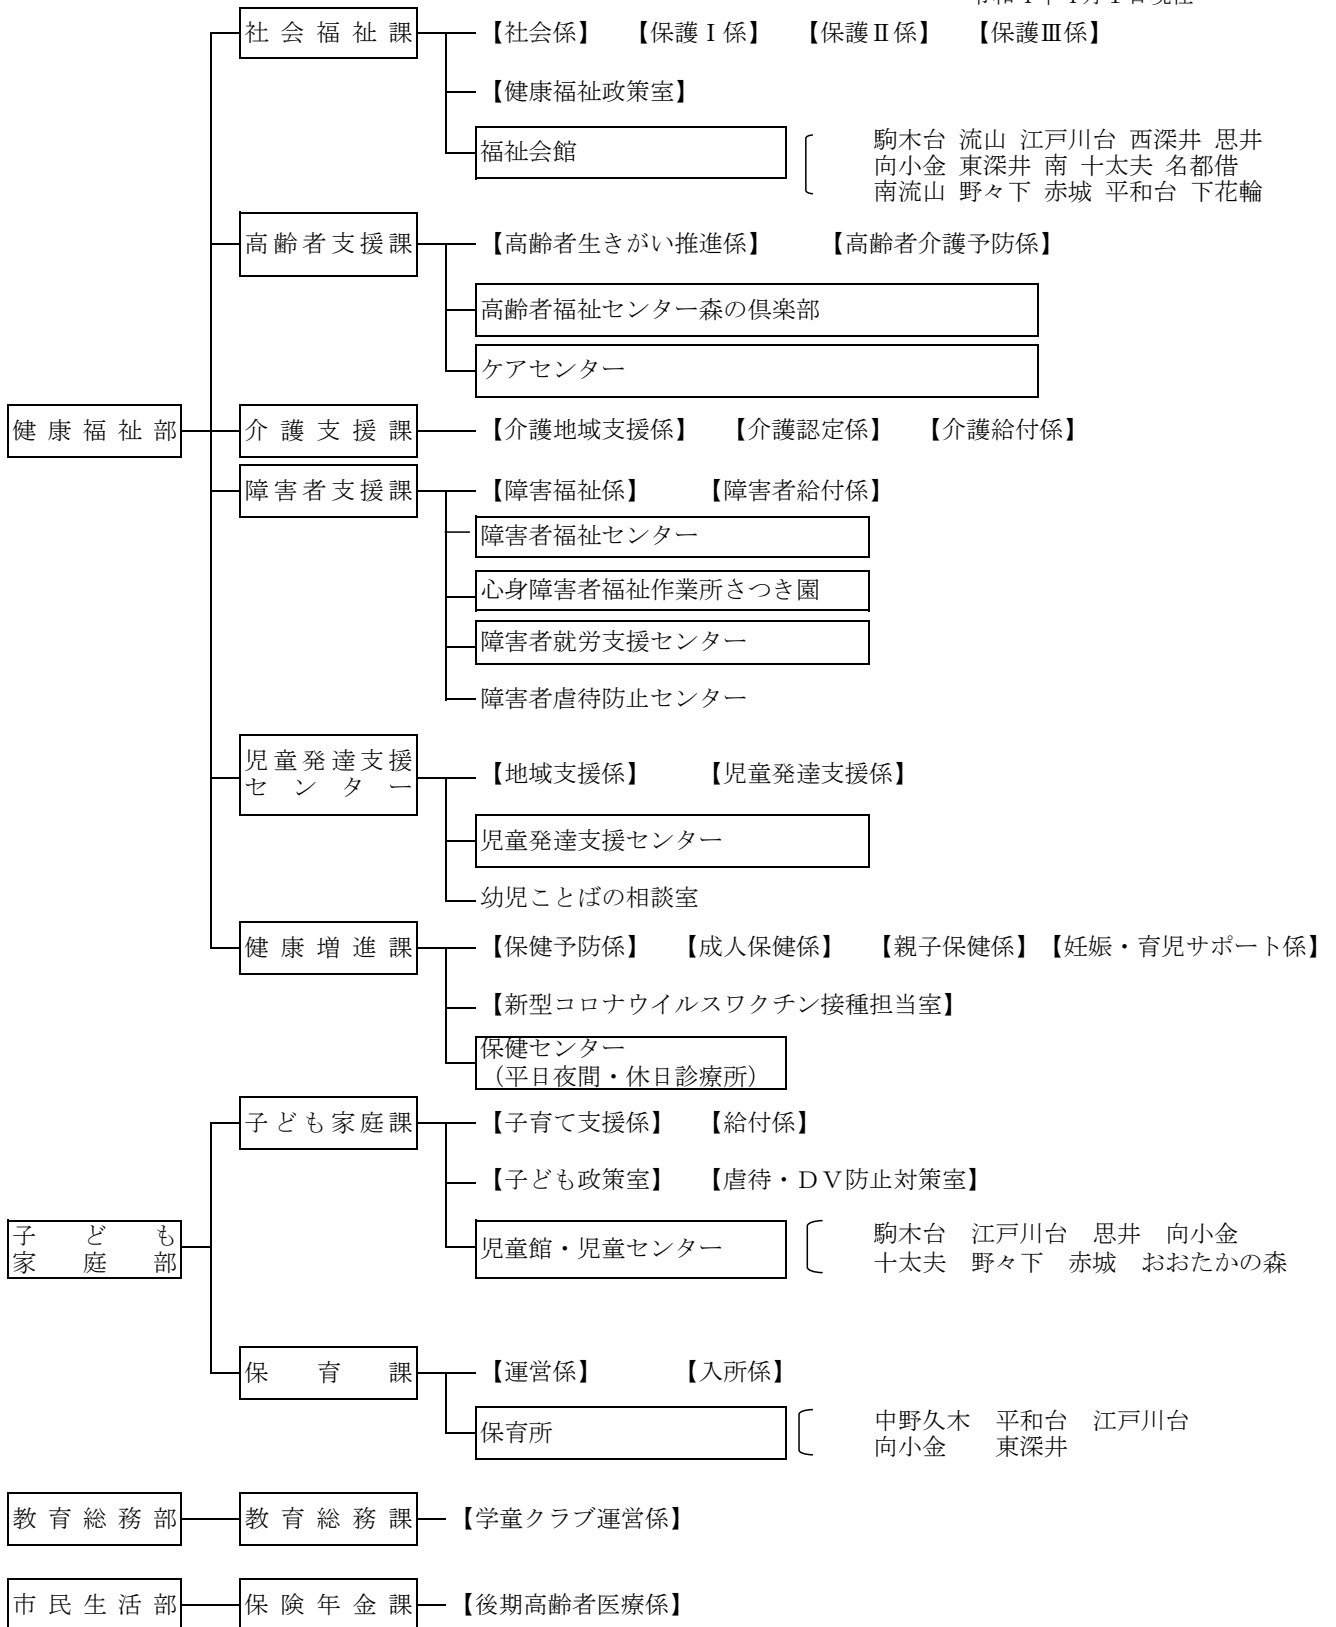 社会福祉課 【社会係】 【保護Ⅰ係】 【保護Ⅱ係】 【保護Ⅲ係】
【健康福祉政策室】
福祉会館
駒木台 流山 江戸川台 西深井 思井
向小金 東深井 南 十太夫 名都借
南流山 野々下 赤城 平和台 下花輪
高齢者支援課 【高齢者生きがい推進係】 【高齢者介護予防係】
高齢者福祉センター森の倶楽部
ケアセンター
健康福祉部 介護支援課 【介護地域支援係】 【介護認定係】 【介護給付係】
障害者支援課 【障害福祉係】 【障害者給付係】
障害者福祉センター
心身障害者福祉作業所さつき園
障害者就労支援センター
障害者虐待防止センター
児童発達支援
センター
【地域支援係】 【児童発達支援係】
児童発達支援センター
幼児ことばの相談室
健康増進課 【保健予防係】 【成人保健係】 【親子保健係】【妊娠・育児サポート係】
【新型コロナウイルスワクチン接種担当室】
保健センター
（平日夜間・休日診療所）
子ども家庭課 【子育て支援係】 【給付係】
【子ども政策室】 【虐待・ＤＶ防止対策室】
子ども
家庭部
児童館・児童センター
駒木台 江戸川台 思井 向小金
十太夫 野々下 赤城 おおたかの森
保育課 【運営係】 【入所係】
保育所
中野久木 平和台 江戸川台
向小金 東深井
教育総務部 教育総務課 【学童クラブ運営係】
市民生活部 保険年金課 【後期高齢者医療係】